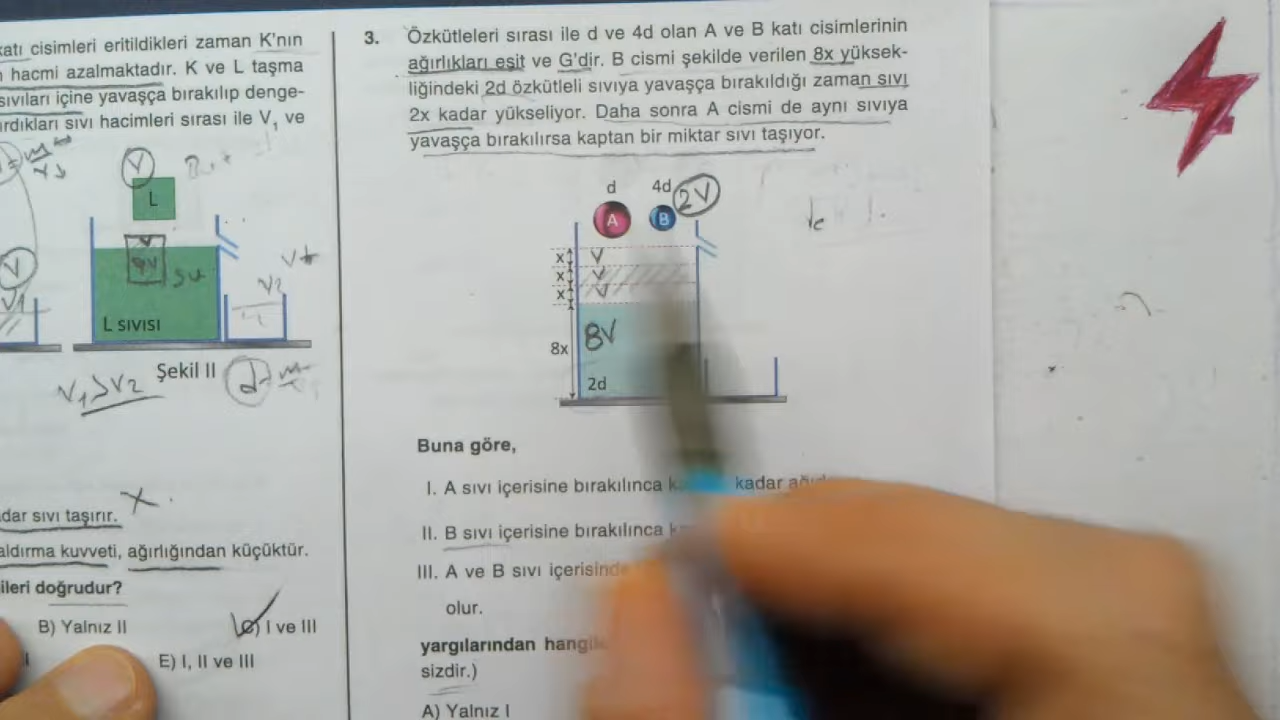 katı cisimleri eritildikleri zaman K'nın
hacmi azalmaktadır. K ve L taşma
sıvıları içine yavaşça bırakılıp denge-
sıvı hacimleri sırası ile V₁ ve
V
L
V
V1
9V
5V
V2
L SIVISI
V₁>V₂
Şekil II
d=m
X
sıvı taşırır.
kuvveti, ağırlığından küçüktür.
doğrudur?
B) Yalnız II
C) I ve III
E) I, II ve III
3. Özkütleleri sırası ile d ve 4d olan A ve B katı cisimlerinin
ağırlıkları eşit ve G'dir. B cismi şekilde verilen 8x yüksek-
liğindeki 2d özkütleli sıvıya yavaşça bırakıldığı zaman sıvı
2x kadar yükseliyor. Daha sonra A cismi de aynı sıvıya
yavaşça bırakılırsa kaptan bir miktar sıvı taşıyor.
d 4d 2V
A B
x V
x V
x V
8x 8V
2d
Buna göre,
I. A sıvı içerisine bırakılınca kadar
II. B sıvı içerisine bırakılınca
III. A ve B sıvı içerisinde
olur.
yargılarından
sizdir.)
A) Yalnız I